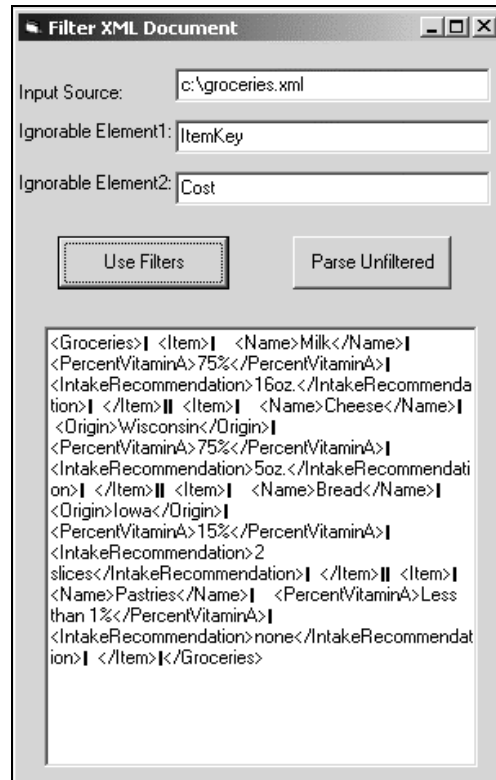 Filter XML Document
Input Source: c:\groceries.xml
Ignorable Element1: ItemKey
Ignorable Element2: Cost
Use Filters Parse Unfiltered
<Groceries>| <Item>| <Name>Milk</Name>|
<PercentVitaminA>75%</PercentVitaminA>|
<IntakeRecommendation>16oz.</IntakeRecommenda
tion>| </Item>|| <Item>| <Name>Cheese</Name>|
<Origin>Wisconsin</Origin>|
<PercentVitaminA>75%</PercentVitaminA>|
<IntakeRecommendation>5oz.</IntakeRecommendati
on>| </Item>|| <Item>| <Name>Bread</Name>|
<Origin>Iowa</Origin>|
<PercentVitaminA>15%</PercentVitaminA>|
<IntakeRecommendation>2
slices</IntakeRecommendation>| </Item>|| <Item>|
<Name>Pastries</Name>| <PercentVitaminA>Less
than 1%</PercentVitaminA>|
<IntakeRecommendation>none</IntakeRecommendat
ion>| </Item>|</Groceries>